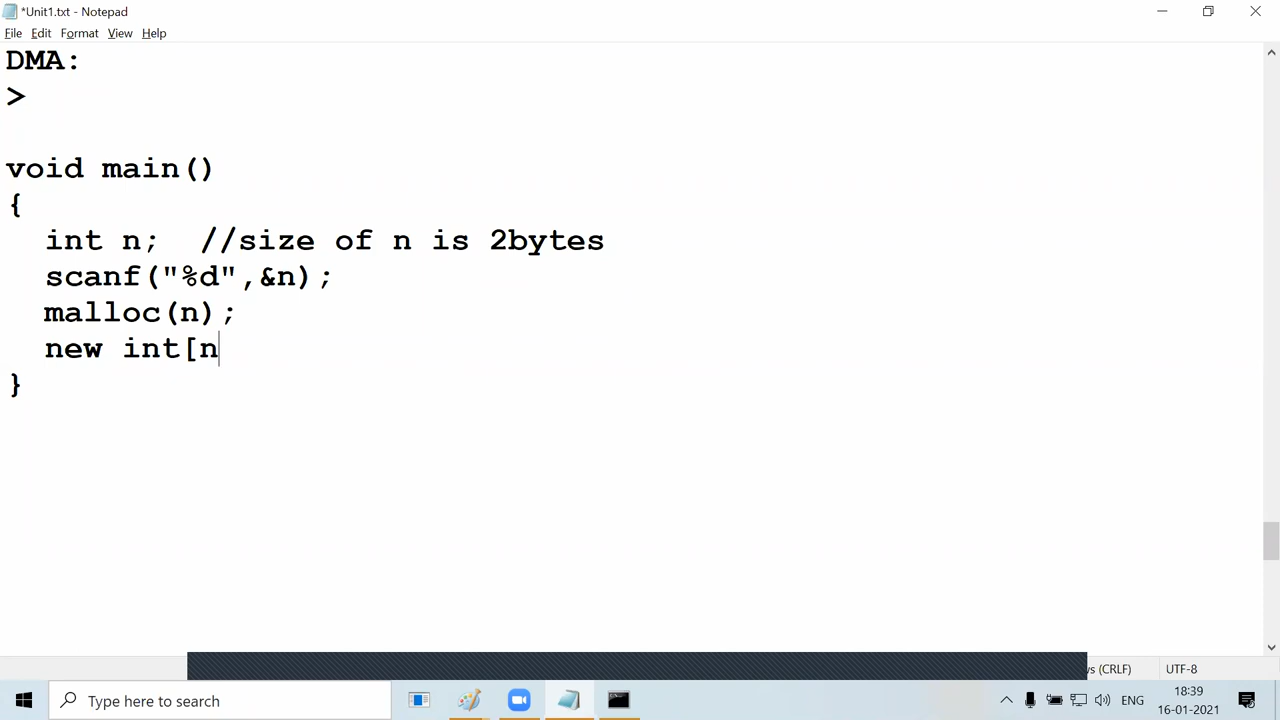 *Unit1.txt - Notepad
File Edit Format View Help
DMA:
>
void main()
{
int n;  //size of n is 2bytes
scanf("%d",&n);
malloc(n);
new int[n
}
(CRLF) UTF-8
Type here to search
ENG
18:39
16-01-2021